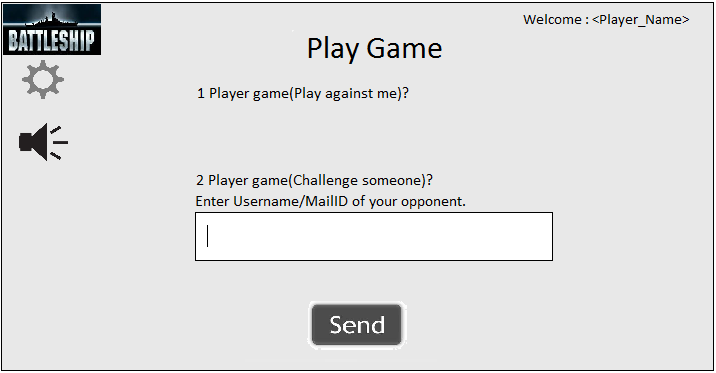 BATTLESHIP
Welcome : <Player_Name>
Play Game
1 Player game(Play against me)?
2 Player game(Challenge someone)?
Enter Username/MailID of your opponent.
Send